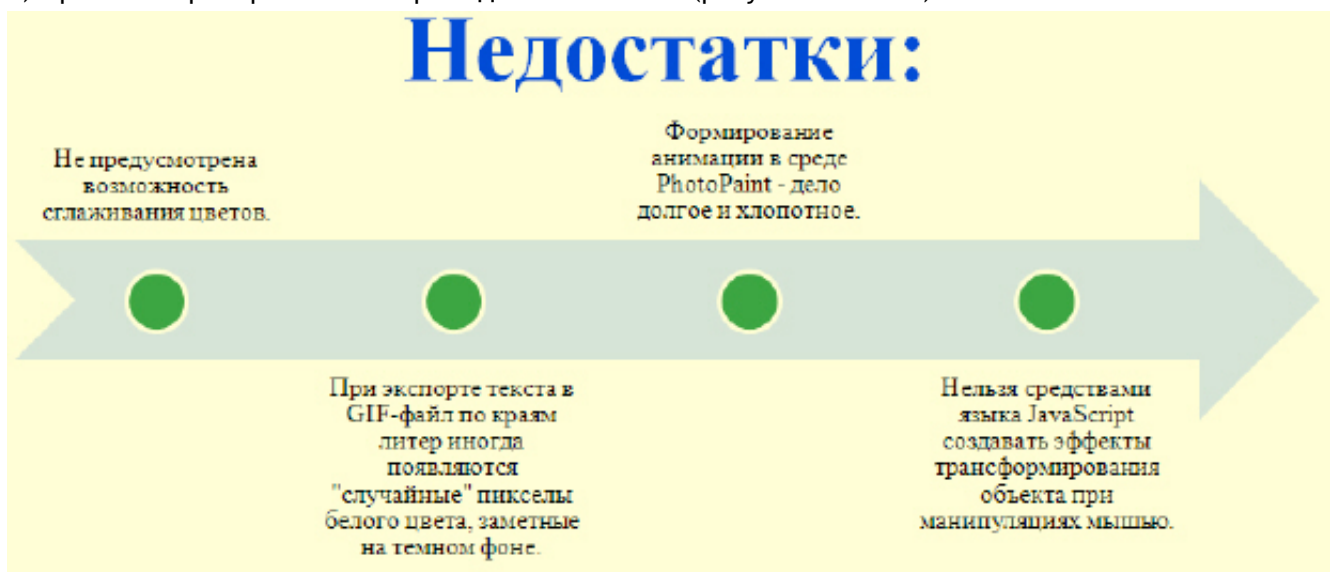 Недостатки:
Не предусмотрена
возможность
сглаживания цветов.
При экспорте текста в
GIF-файл по краям
литер иногда
появляются
"случайные" пикселы
белого цвета, заметные
на темном фоне.
Формирование
анимации в среде
PhotoPaint - дело
долгое и хлопотное.
Нельзя средствами
языка JavaScript
создавать эффекты
трансформирования
объекта при
манипуляциях мышью.